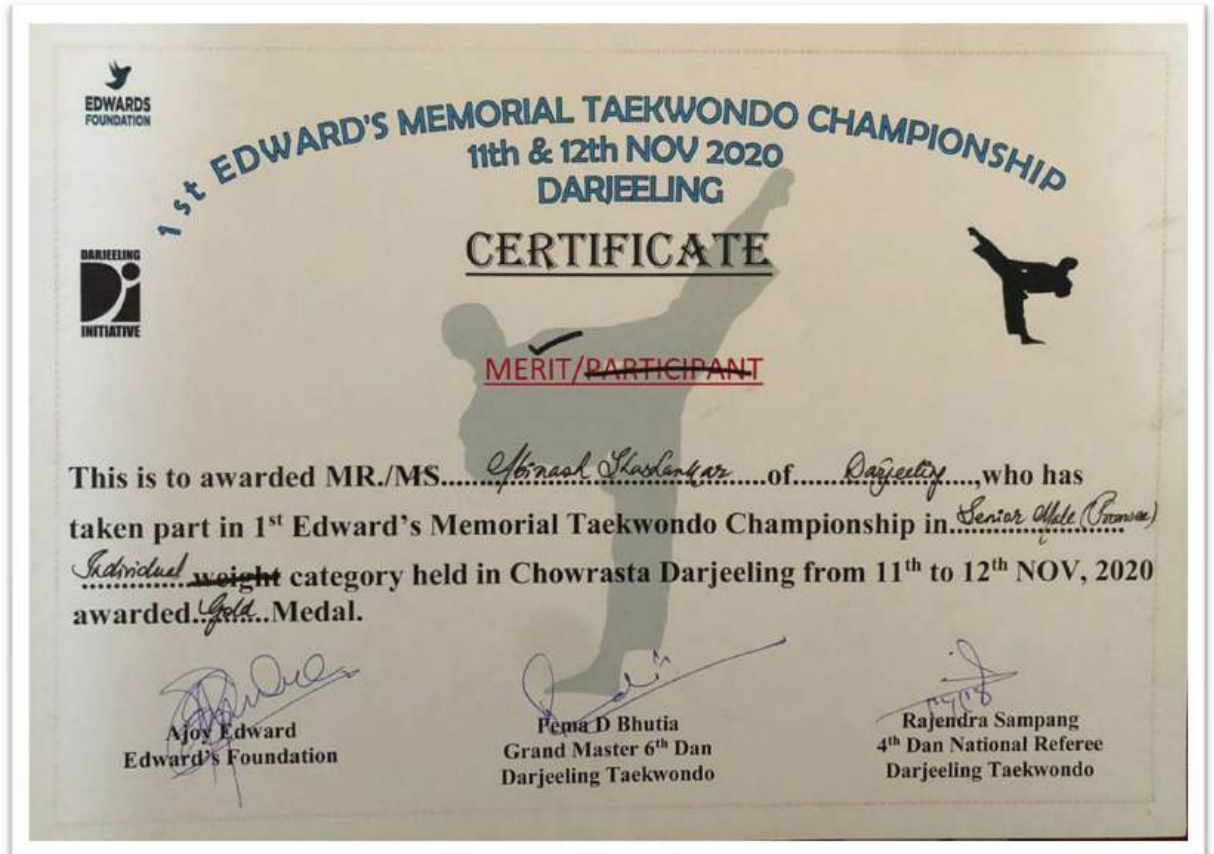 EDWARDS
FOUNDATION
1st EDWARD'S MEMORIAL TAEKWONDO CHAMPIONSHIP
11th & 12th NOV 2020
DARJEELING
CERTIFICATE
DARJEELING
INITIATIVE
MERIT/PARTICIPANT
This is to awarded MR./MS.....Abinash.....of.....Darjeeling.....,who has
taken part in 1st Edward's Memorial Taekwondo Championship in..Senior Male (Poomsae)
Individual weight category held in Chowrasta Darjeeling from 11th to 12th NOV, 2020
awarded..Gold..Medal.
Ajoy Edward
Edward's Foundation
Pema D Bhutia
Grand Master 6th Dan
Darjeeling Taekwondo
Rajendra Sampang
4th Dan National Referee
Darjeeling Taekwondo